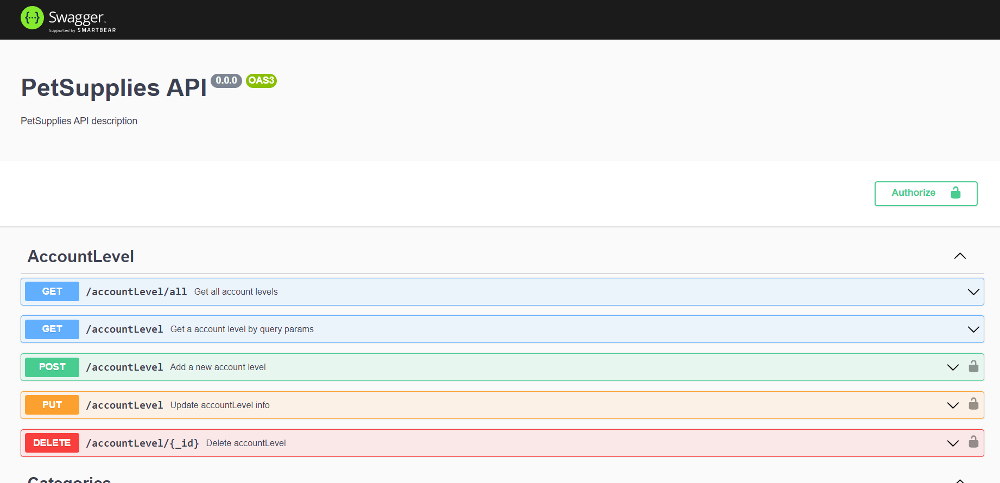 Swagger
Supported by SMARTBEAR
PetSupplies API 0.0.0 OAS3
PetSupplies API description
Authorize
AccountLevel
GET /accountLevel/all Get all account levels
GET /accountLevel Get a account level by query params
POST /accountLevel Add a new account level
PUT /accountLevel Update accountLevel info
DELETE /accountLevel/{_id} Delete accountLevel
Categories